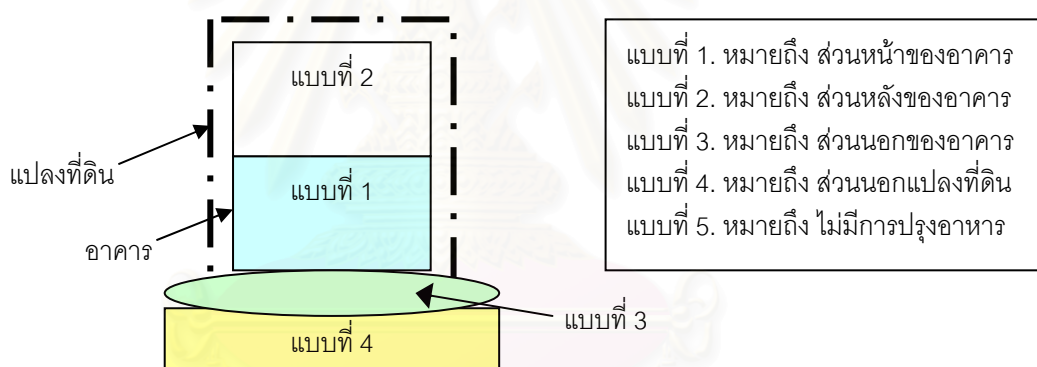 แบบที่ 2
แปลงที่ดิน
แบบที่ 1
อาคาร
แบบที่ 3
แบบที่ 4
แบบที่ 1. หมายถึง ส่วนหน้าของอาคาร
แบบที่ 2. หมายถึง ส่วนหลังของอาคาร
แบบที่ 3. หมายถึง ส่วนนอกของอาคาร
แบบที่ 4. หมายถึง ส่วนนอกแปลงที่ดิน
แบบที่ 5. หมายถึง ไม่มีการปรุงอาหาร